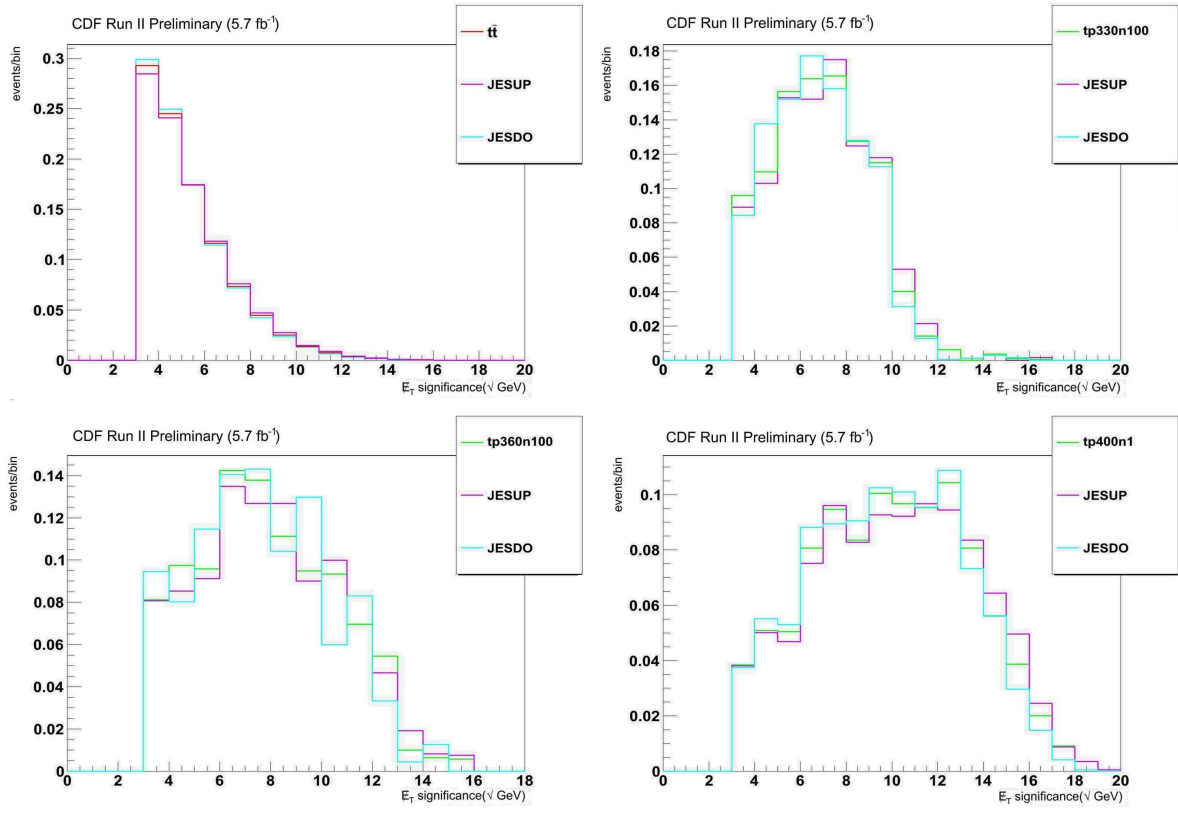 CDF Run II Preliminary (5.7 fb⁻¹)
tt̄
JESUP
JESDO
events/bin
0.3
0.25
0.2
0.15
0.1
0.05
0
0 2 4 6 8 10 12 14 16 18 20
E̸_T significance(√ GeV)
CDF Run II Preliminary (5.7 fb⁻¹)
tp330n100
JESUP
JESDO
events/bin
0.18
0.16
0.14
0.12
0.1
0.08
0.06
0.04
0.02
0
0 2 4 6 8 10 12 14 16 18 20
E̸_T significance(√ GeV)
CDF Run II Preliminary (5.7 fb⁻¹)
tp360n100
JESUP
JESDO
events/bin
0.14
0.12
0.1
0.08
0.06
0.04
0.02
0
0 2 4 6 8 10 12 14 16 18
E̸_T significance(√ GeV)
CDF Run II Preliminary (5.7 fb⁻¹)
tp400n1
JESUP
JESDO
events/bin
0.1
0.08
0.06
0.04
0.02
0
0 2 4 6 8 10 12 14 16 18 20
E̸_T significance(√ GeV)